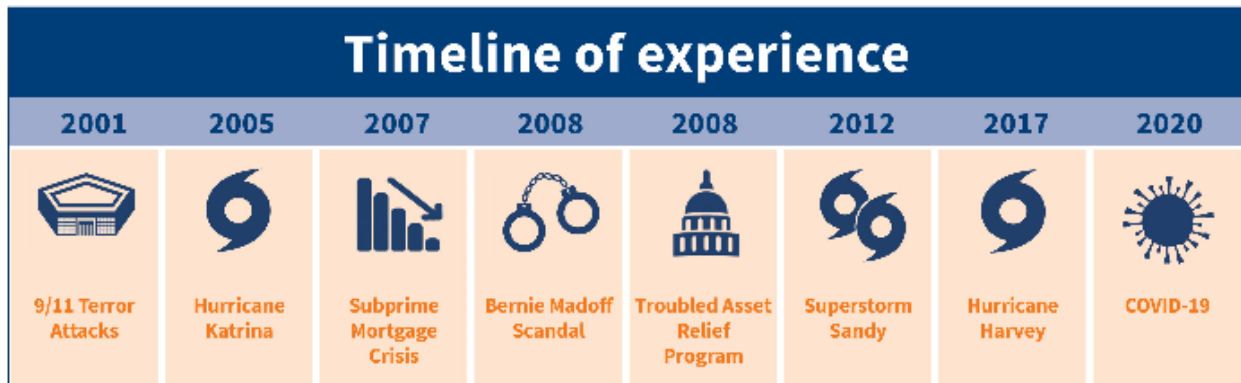 Timeline of experience
2001 2005 2007 2008 2008 2012 2017 2020
9/11 Terror
Attacks
Hurricane
Katrina
Subprime
Mortgage
Crisis
Bernie Madoff
Scandal
Troubled Asset
Relief
Program
Superstorm
Sandy
Hurricane
Harvey
COVID-19